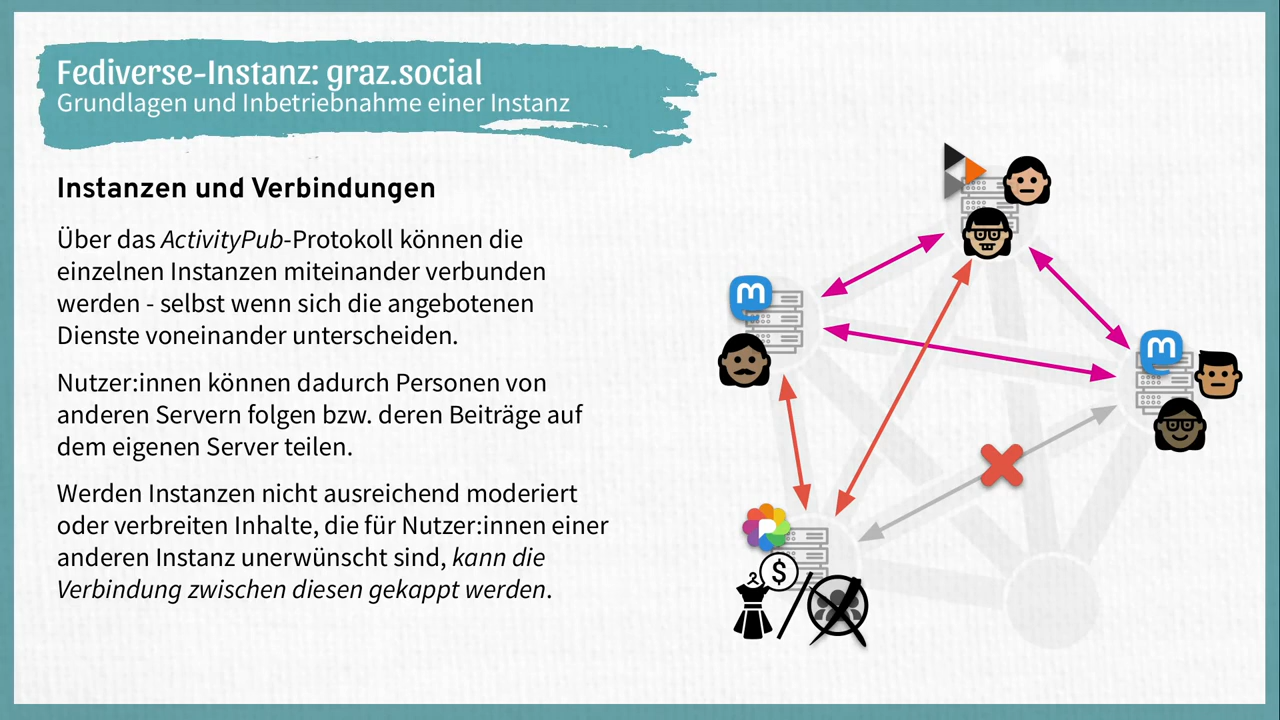 Fediverse-Instanz: graz.social
Grundlagen und Inbetriebnahme einer Instanz
Instanzen und Verbindungen
Über das ActivityPub-Protokoll können die
einzelnen Instanzen miteinander verbunden
werden - selbst wenn sich die angebotenen
Dienste voneinander unterscheiden.
Nutzer:innen können dadurch Personen von
anderen Servern folgen bzw. deren Beiträge auf
dem eigenen Server teilen.
Werden Instanzen nicht ausreichend moderiert
oder verbreiten Inhalte, die für Nutzer:innen einer
anderen Instanz unerwünscht sind, kann die
Verbindung zwischen diesen gekappt werden.
m
m
P
$